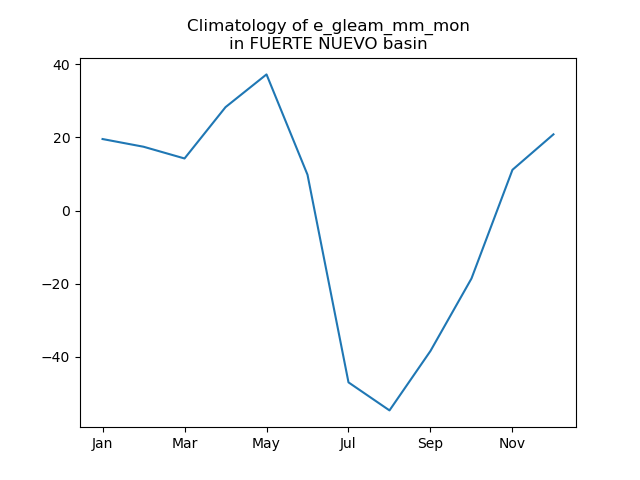 Climatology of e_gleam_mm_mon
in FUERTE NUEVO basin
40
20
0
−20
−40
Jan Mar May Jul Sep Nov